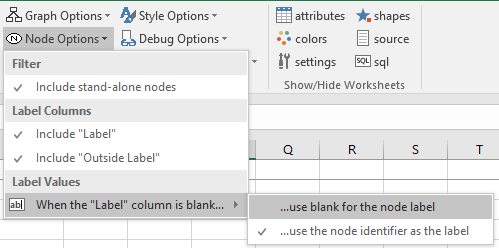 Graph Options Style Options attributes shapes
Node Options Debug Options colors source
settings SQL sql
Show/Hide Worksheets
Filter
Include stand-alone nodes
Label Columns
Include "Label"
Include "Outside Label"
Label Values
ab When the "Label" column is blank...
Q R S T
...use blank for the node label
...use the node identifier as the label